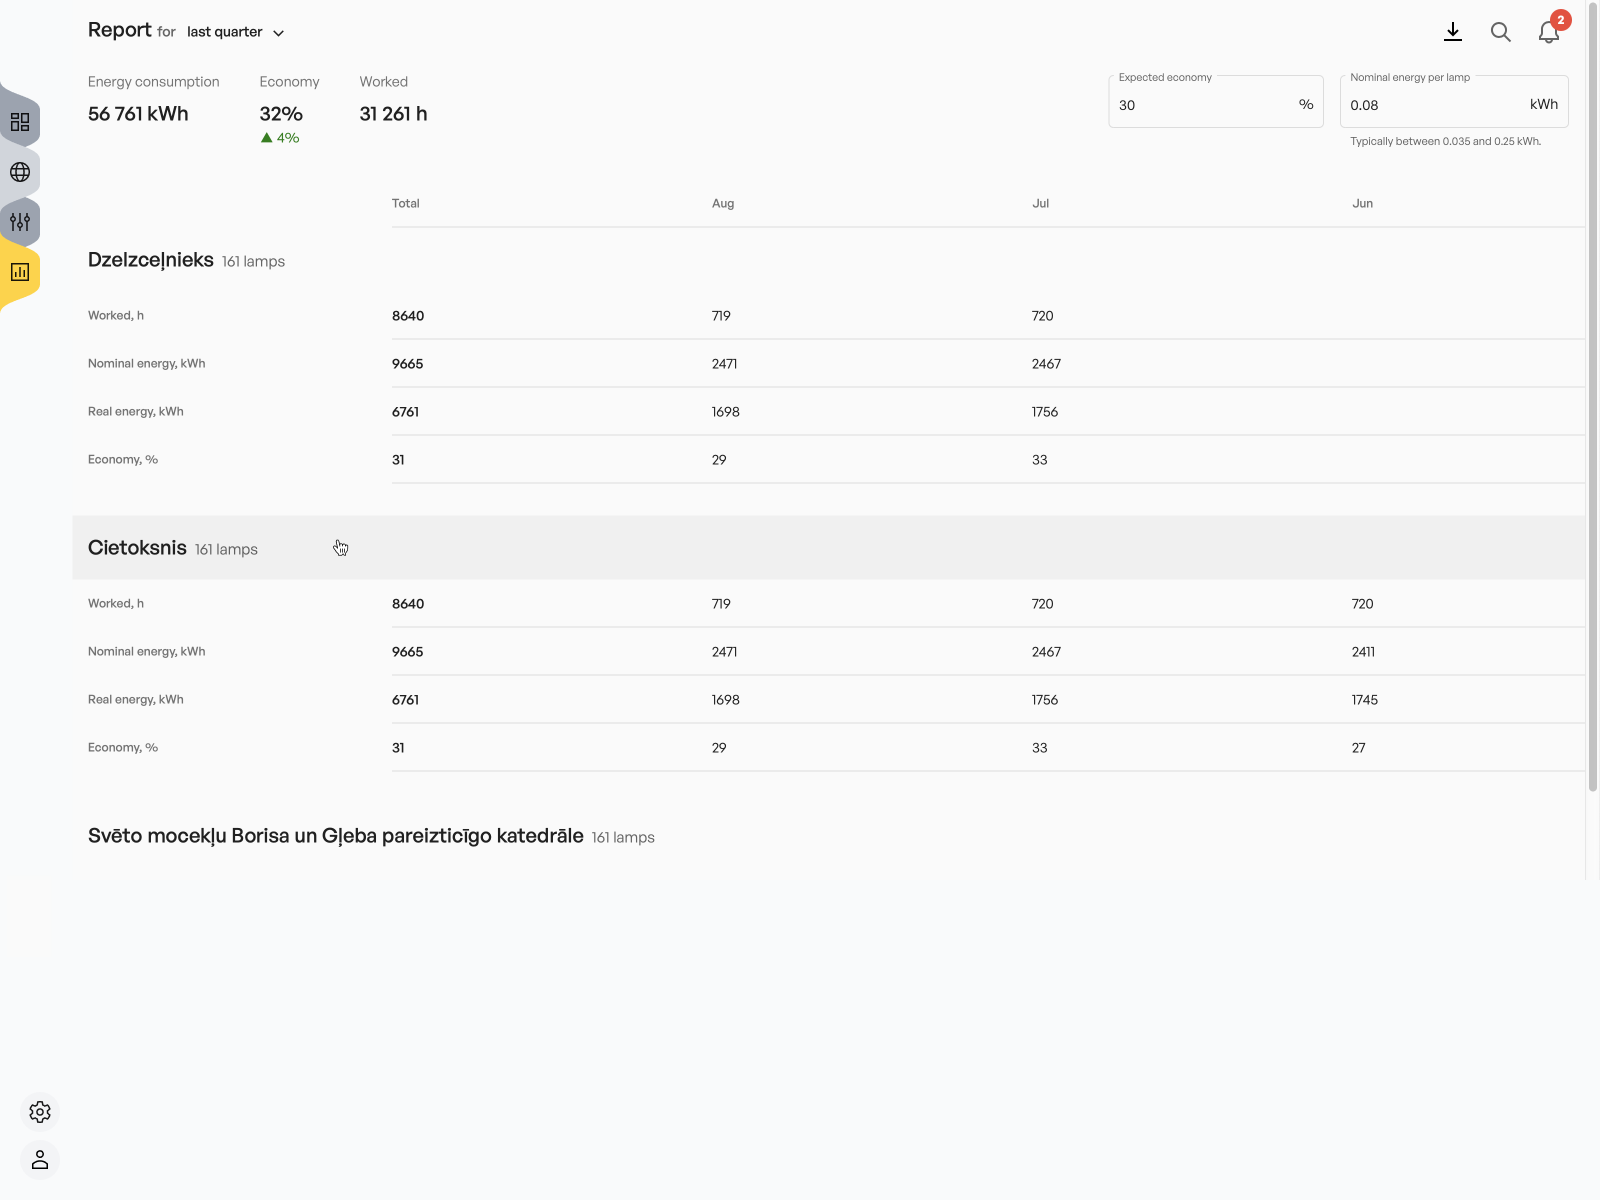 Report for last quarter
2
Energy consumption Economy Worked
56 761 kWh 32% 31 261 h
4%
Expected economy
30 %
Nominal energy per lamp
0.08 kWh
Typically between 0.035 and 0.25 kWh.
Total Aug Jul Jun
Dzelzceļnieks 161 lamps
Worked, h 8640 719 720
Nominal energy, kWh 9665 2471 2467
Real energy, kWh 6761 1698 1756
Economy, % 31 29 33
Cietoksnis 161 lamps
Worked, h 8640 719 720 720
Nominal energy, kWh 9665 2471 2467 2411
Real energy, kWh 6761 1698 1756 1745
Economy, % 31 29 33 27
Svēto mocekļu Borisa un Gļeba pareizticīgo katedrāle 161 lamps